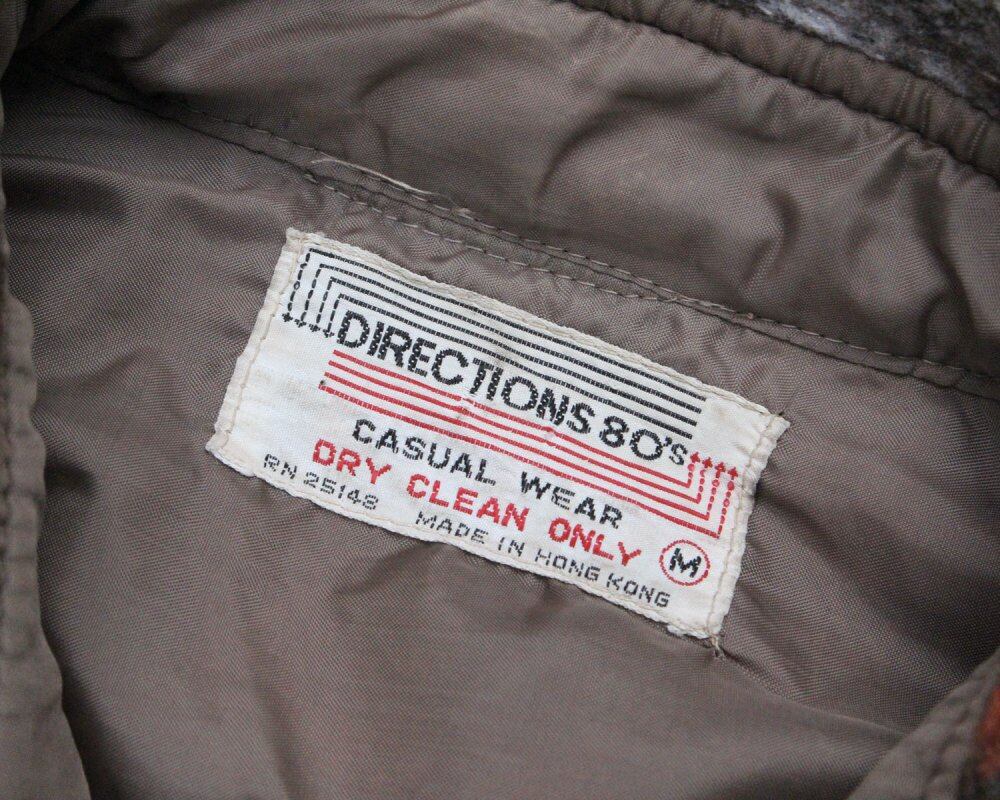 DIRECTIONS 80's
CASUAL WEAR
DRY CLEAN ONLY
RN 25148 MADE IN HONG KONG
M